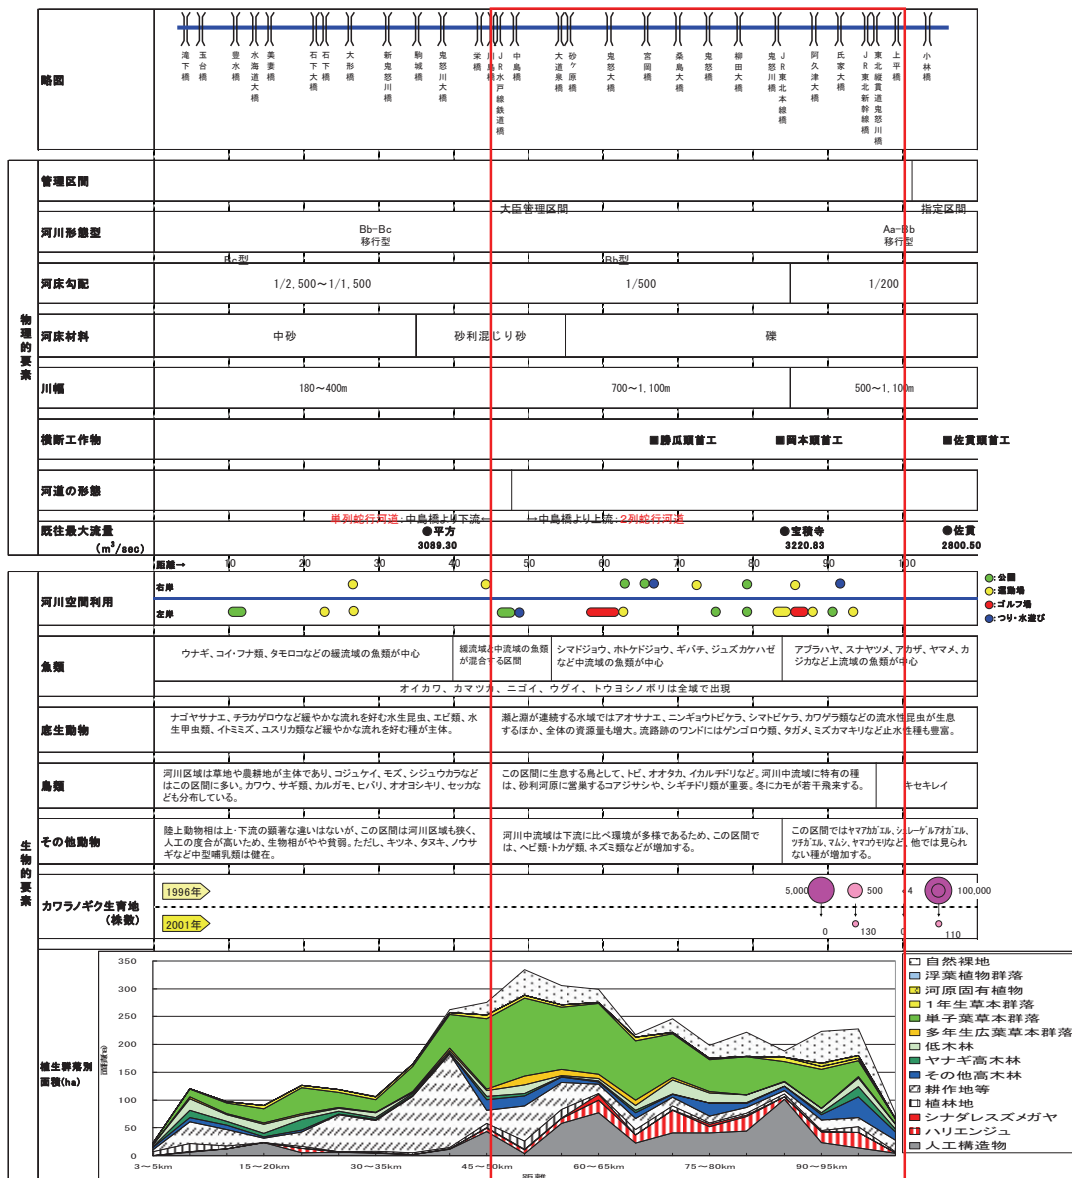 略図
滝下橋
玉台橋
豊水橋
水海道大橋
美妻橋
石下大橋
石下橋
大形橋
新鬼怒川橋
駒城橋
鬼怒川大橋
栄橋
川島橋
JR水戸線鉄道橋
中島橋
大道泉橋
砂ヶ原橋
鬼怒大橋
宮岡橋
桑島大橋
鬼怒橋
柳田大橋
鬼怒川橋
JR東北本線橋
阿久津大橋
氏家大橋
JR東北新幹線橋
東北縦貫道鬼怒川橋
上平橋
小林橋
物理的要素
管理区間
大臣管理区間
指定区間
河川形態型
Bb-Bc
移行型
Aa-Bb
移行型
Bc型
Bb型
河床勾配
1/2,500～1/1,500
1/500
1/200
河床材料
中砂
砂利混じり砂
礫
川幅
180～400m
700～1,100m
500～1,100m
横断工作物
■勝瓜頭首工
■岡本頭首工
■佐貫頭首工
河道の形態
単列蛇行河道:中島橋より下流←
→中島橋より上流:2列蛇行河道
既往最大流量
(m³/sec)
●平方
3089.30
●宝積寺
3220.83
●佐貫
2800.50
距離→
10
20
30
40
50
60
70
80
90
100
生物的要素
河川空間利用
右岸
左岸
:公園
:運動場
:ゴルフ場
:つり・水遊び
魚類
ウナギ、コイ・フナ類、タモロコなどの緩流域の魚類が中心
緩流域と中流域の魚類
が混合する区間
シマドジョウ、ホトケドジョウ、ギバチ、ジュズカケハゼ
など中流域の魚類が中心
アブラハヤ、スナヤツメ、アカザ、ヤマメ、カ
ジカなど上流域の魚類が中心
オイカワ、カマツカ、ニゴイ、ウグイ、トウヨシノボリは全域で出現
底生動物
ナゴヤサナエ、チラカゲロウなど緩やかな流れを好む水生昆虫、エビ類、水
生甲虫類、イトミミズ、ユスリカ類など緩やかな流れを好む種が主体。
瀬と淵が連続する水域ではアオサナエ、ニンギョウトビケラ、シマトビケラ、カワゲラ類などの流水性昆虫が生息
するほか、全体の資源量も増大。流路跡のワンドにはゲンゴロウ類、タガメ、ミズカマキリなど止水性種も豊富。
鳥類
河川区域は草地や農耕地が主体であり、コジュケイ、モズ、シジュウカラなど
はこの区間に多い。カワウ、サギ類、カルガモ、ヒバリ、オオヨシキリ、セッカな
ども分布している。
この区間に生息する鳥として、トビ、オオタカ、イカルチドリなど。河川中流域に特有の種
は、砂利河原に営巣するコアジサシや、シギチドリ類が重要。冬にカモが若干飛来する。
キセキレイ
その他動物
陸上動物相は上・下流の顕著な違いはないが、この区間は河川区域も狭く、
人工の度合が高いため、生物相がやや貧弱。ただし、キツネ、タヌキ、ノウサ
ギなど中型哺乳類は健在。
河川中流域は下流に比べ環境が多様であるため、この区間で
は、ヘビ類・トカゲ類、ネズミ類などが増加する。
この区間ではヤマアカガエル、シュレーゲルアオガエル、
ツチガエル、マムシ、ヤマコウモリなど、他では見られ
ない種が増加する。
カワラノギク生育地
(株数)
1996年
2001年
5,000
500
44
100,000
0
130
0
110
植生群落別
面積(ha)
350
300
250
200
150
100
50
0
3～5km
15～20km
30～35km
45～50km
60～65km
75～80km
90～95km
距離
自然裸地
浮葉植物群落
河原固有植物
1年生草本群落
単子葉草本群落
多年生広葉草本群落
低木林
ヤナギ高木林
その他高木林
耕作地等
植林地
シナダレスズメガヤ
ハリエンジュ
人工構造物